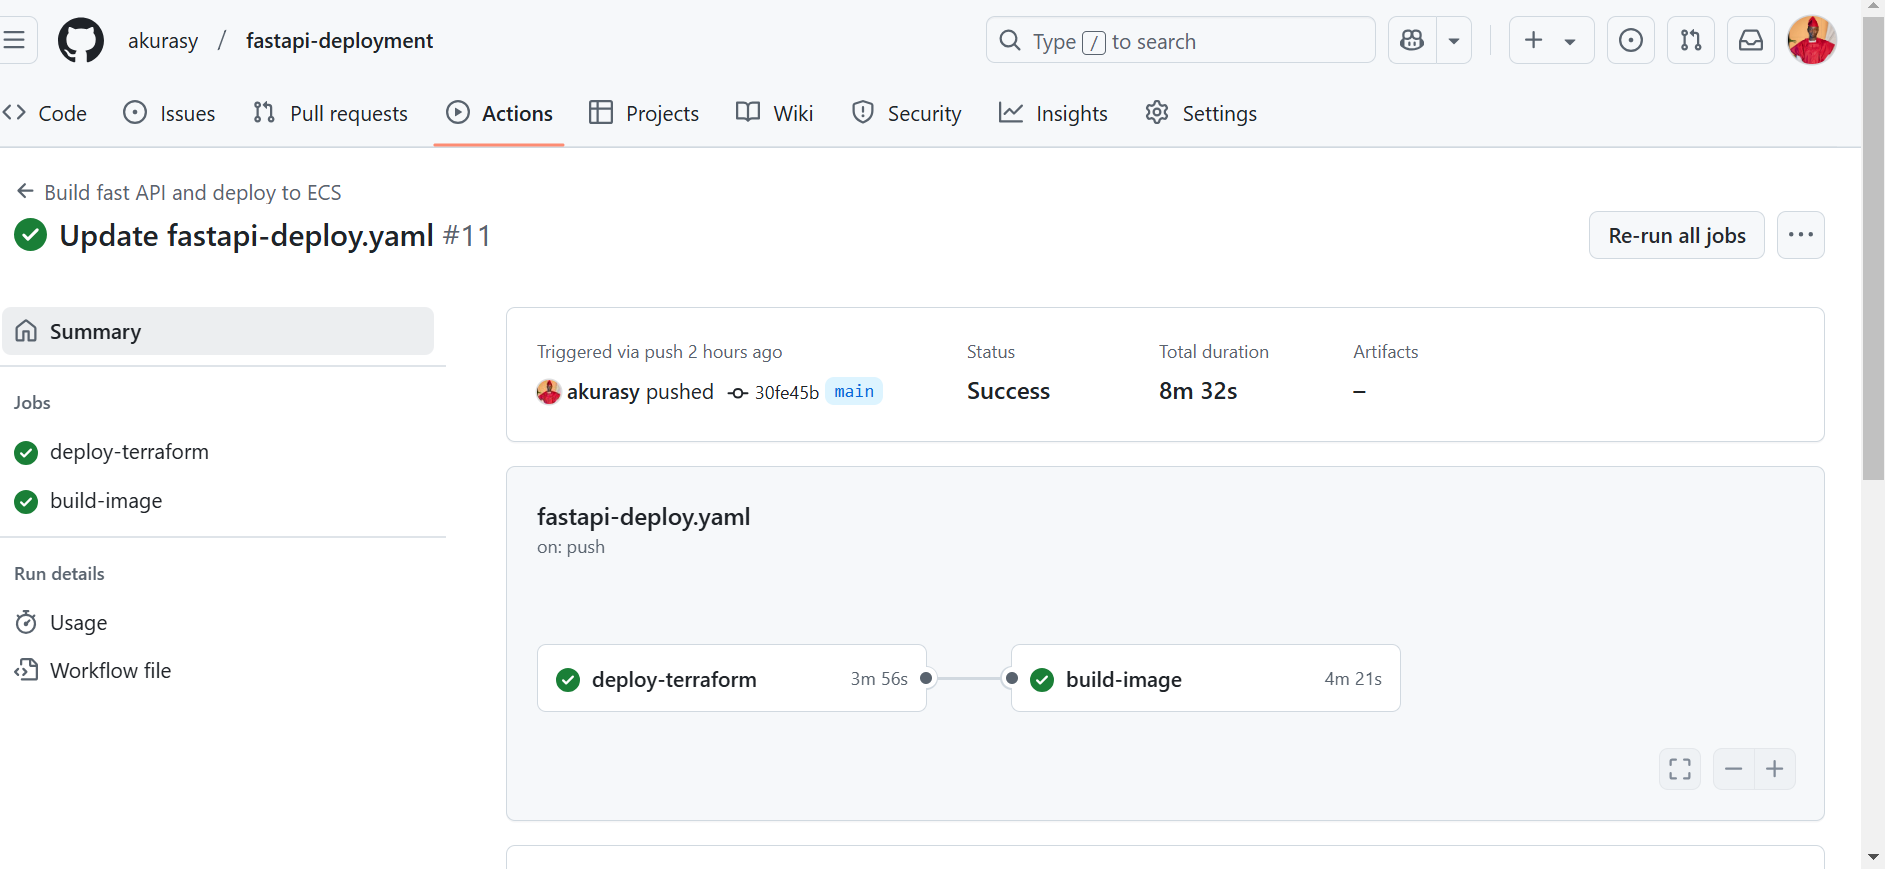 akurasy / fastapi-deployment
Type / to search
Code Issues Pull requests Actions Projects Wiki Security Insights Settings
Build fast API and deploy to ECS
Update fastapi-deploy.yaml #11
Re-run all jobs
Summary
Jobs
deploy-terraform
build-image
Run details
Usage
Workflow file
Triggered via push 2 hours ago
akurasy pushed 30fe45b main
Status
Success
Total duration
8m 32s
Artifacts
–
fastapi-deploy.yaml
on: push
deploy-terraform 3m 56s
build-image 4m 21s